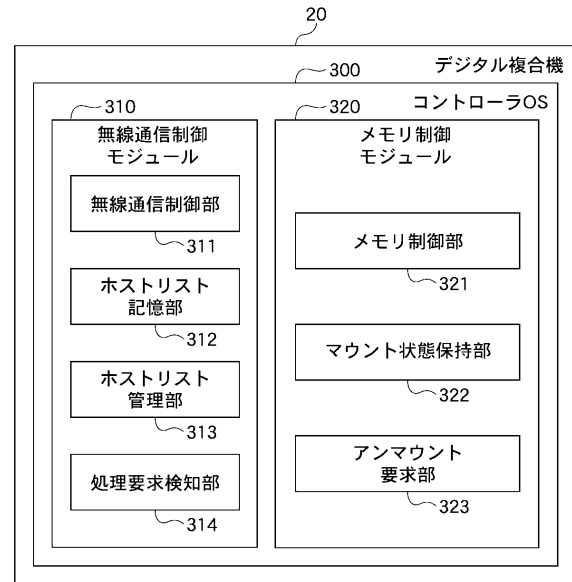 20
デジタル複合機
300
コントローラOS
310
無線通信制御
モジュール
無線通信制御部
311
ホストリスト
記憶部
312
ホストリスト
管理部
313
処理要求検知部
314
320
メモリ制御
モジュール
メモリ制御部
321
マウント状態保持部
322
アンマウント
要求部
323